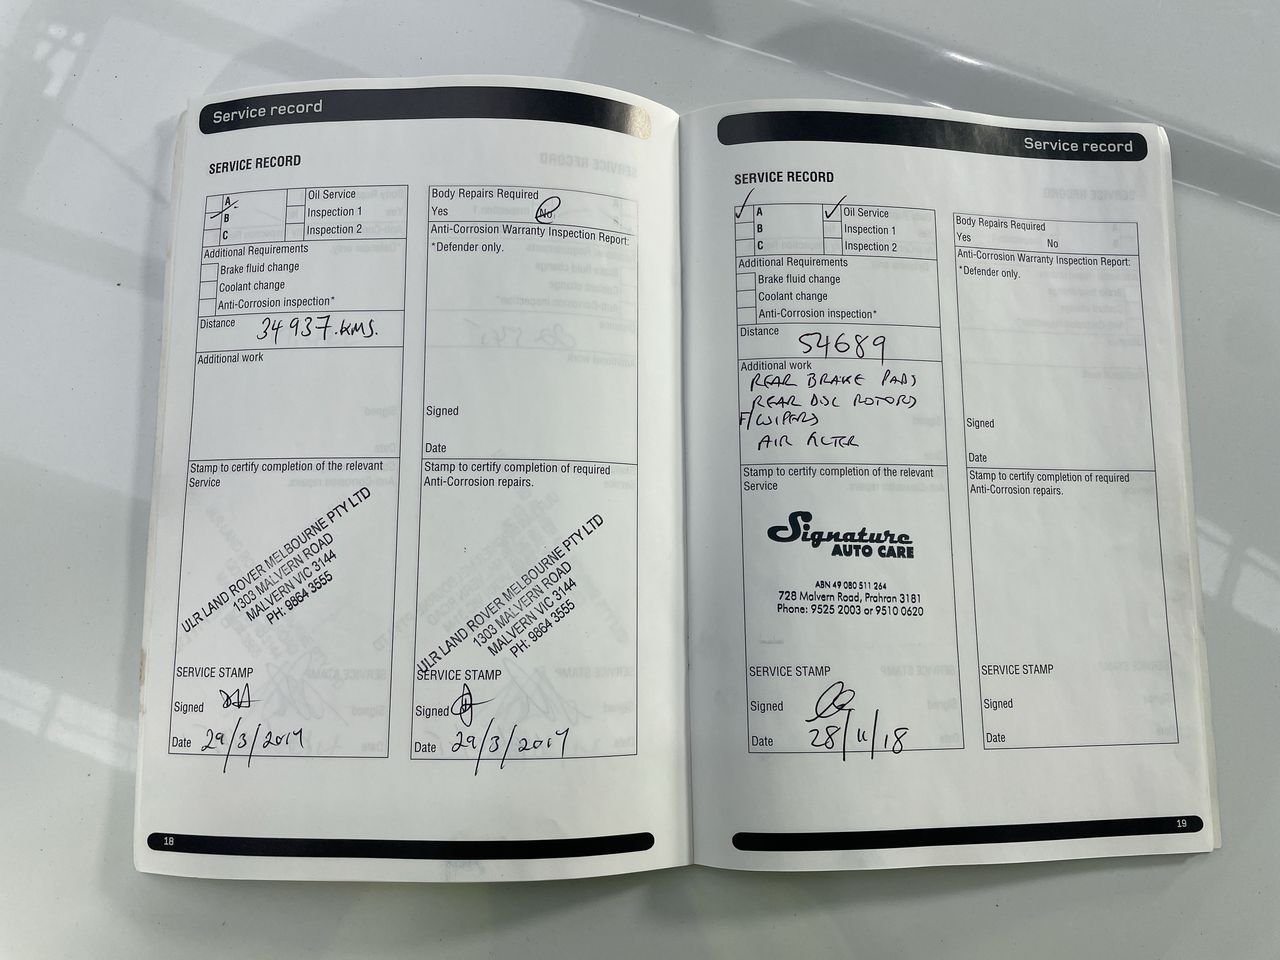 Service record
SERVICE RECORD
A
B
C
Oil Service
Inspection 1
Inspection 2
Additional Requirements
Brake fluid change
Coolant change
Anti-Corrosion inspection*
Distance
34937.KMS.
Additional work
Stamp to certify completion of the relevant
Service
ULR LAND ROVER MELBOURNE PTY LTD
1303 MALVERN ROAD
MALVERN VIC 3144
PH: 9864 3555
SERVICE STAMP
Signed
Date 29/3/2017
Body Repairs Required
Yes No
Anti-Corrosion Warranty Inspection Report:
*Defender only.
Signed
Date
Stamp to certify completion of required
Anti-Corrosion repairs.
ULR LAND ROVER MELBOURNE PTY LTD
1303 MALVERN ROAD
MALVERN VIC 3144
PH: 9864 3555
SERVICE STAMP
Signed
Date 29/3/2017
18
Service record
SERVICE RECORD
A
B
C
Oil Service
Inspection 1
Inspection 2
Additional Requirements
Brake fluid change
Coolant change
Anti-Corrosion inspection*
Distance
54689
Additional work
REAR BRAKE PADS
REAR DISC ROTORS
F/WIPERS
AIR FILTER
Stamp to certify completion of the relevant
Service
Signature
AUTO CARE
ABN 49 080 511 264
728 Malvern Road, Prahran 3181
Phone: 9525 2003 or 9510 0620
SERVICE STAMP
Signed
Date 28/11/18
Body Repairs Required
Yes No
Anti-Corrosion Warranty Inspection Report:
*Defender only.
Signed
Date
Stamp to certify completion of required
Anti-Corrosion repairs.
SERVICE STAMP
Signed
Date
19